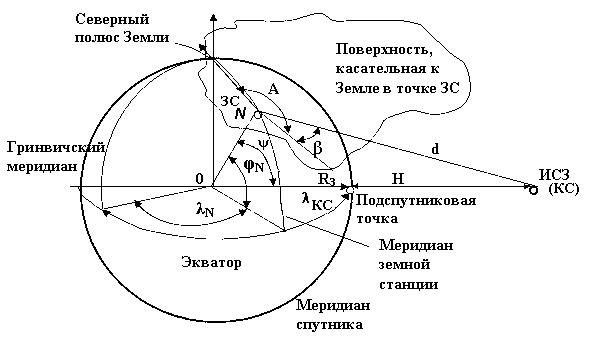 Северный
полюс Земли
Поверхность,
касательная к
Земле в точке ЗС
A
ЗС
N
Гринвичский
меридиан
β
d
ψ
φN
0
Rз
H
ИСЗ
(КС)
λN
λКС
Подспутниковая
точка
Экватор
Меридиан
земной
станции
Меридиан
спутника